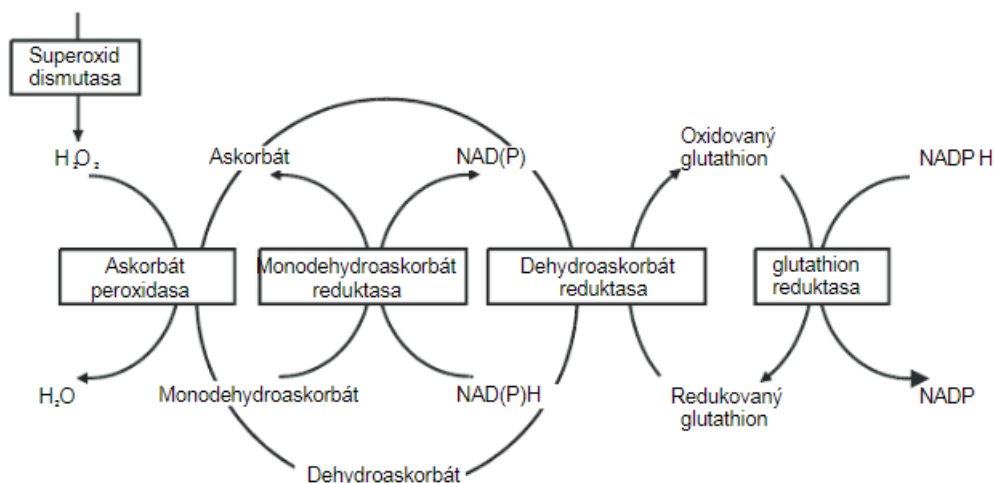 Superoxid
dismutasa
H₂O₂
Askorbát
NAD(P)
Oxidovaný
glutathion
NADP H
Askorbát
peroxidasa
Monodehydroaskorbát
reduktasa
Dehydroaskorbát
reduktasa
glutathion
reduktasa
H₂O
Monodehydroaskorbát
NAD(P)H
Redukovaný
glutathion
NADP
Dehydroaskorbát